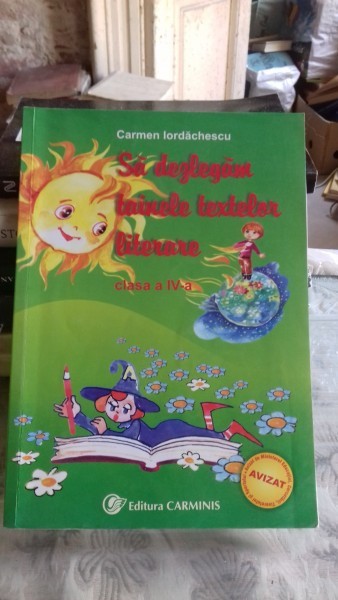 Carmen Iordăchescu
Să dezlegăm
tainele textelor
literare
clasa a IV-a
AVIZAT
Editura CARMINIS